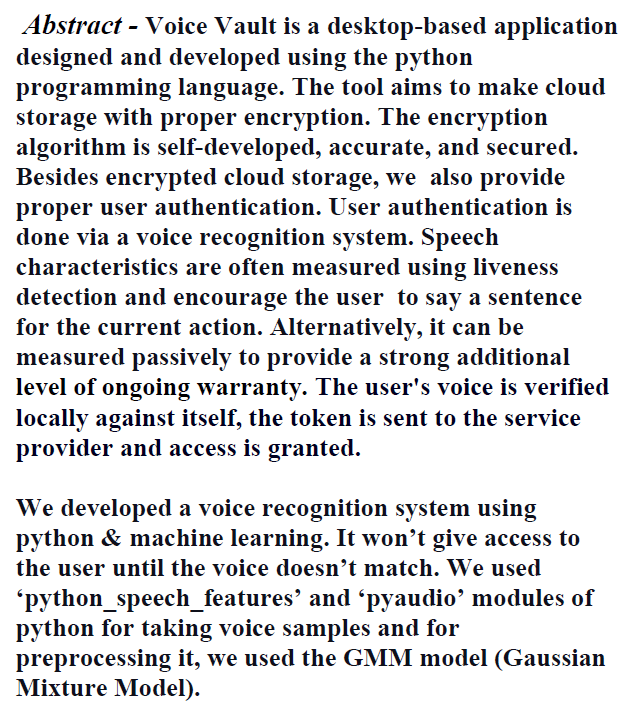 Abstract - Voice Vault is a desktop-based application
designed and developed using the python
programming language. The tool aims to make cloud
storage with proper encryption. The encryption
algorithm is self-developed, accurate, and secured.
Besides encrypted cloud storage, we  also provide
proper user authentication. User authentication is
done via a voice recognition system. Speech
characteristics are often measured using liveness
detection and encourage the user  to say a sentence
for the current action. Alternatively, it can be
measured passively to provide a strong additional
level of ongoing warranty. The user's voice is verified
locally against itself, the token is sent to the service
provider and access is granted.

We developed a voice recognition system using
python & machine learning. It won’t give access to
the user until the voice doesn’t match. We used
‘python_speech_features’ and ‘pyaudio’ modules of
python for taking voice samples and for
preprocessing it, we used the GMM model (Gaussian
Mixture Model).